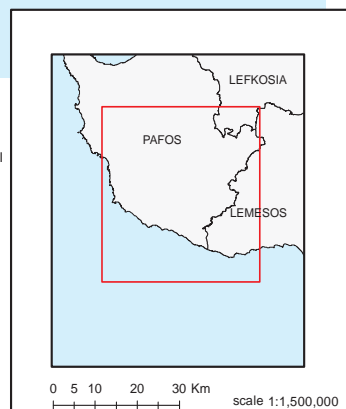 LEFKOSIA
PAFOS
l
LEMESOS
0 5 10 20 30 Km
scale 1:1,500,000